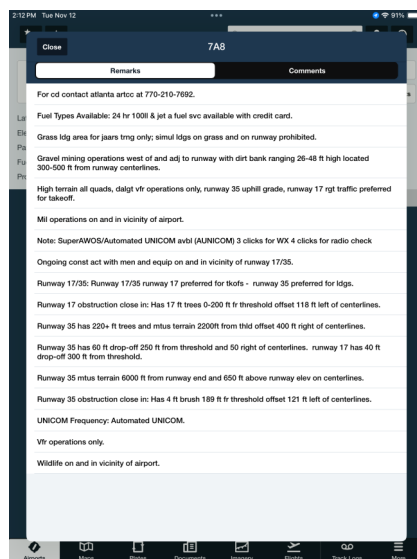 2:12 PM Tue Nov 12
91%
Close
7A8
Remarks
Comments
For cd contact atlanta artcc at 770-210-7692.
Fuel Types Available: 24 hr 100ll & jet a fuel svc available with credit card.
Grass ldg area for jaars trng only; simul ldgs on grass and on runway prohibited.
Gravel mining operations west of and adj to runway with dirt bank ranging 26-48 ft high located
300-500 ft from runway centerlines.
High terrain all quads, dalgt vfr operations only, runway 35 uphill grade, runway 17 rgt traffic preferred
for takeoff.
Mil operations on and in vicinity of airport.
Note: SuperAWOS/Automated UNICOM avbl (AUNICOM) 3 clicks for WX 4 clicks for radio check
Ongoing const act with men and equip on and in vicinity of runway 17/35.
Runway 17/35: Runway 17/35 runway 17 preferred for tkofs - runway 35 preferred for ldgs.
Runway 17 obstruction close in: Has 17 ft trees 0-200 ft fr threshold offset 118 ft left of centerlines.
Runway 35 has 220+ ft trees and mtus terrain 2200ft from thld offset 400 ft right of centerlines.
Runway 35 has 60 ft drop-off 250 ft from threshold and 50 right of centerlines. runway 17 has 40 ft
drop-off 300 ft from threshold.
Runway 35 mtus terrain 6000 ft from runway end and 650 ft above runway elev on centerlines.
Runway 35 obstruction close in: Has 4 ft brush 189 ft fr threshold offset 121 ft left of centerlines.
UNICOM Frequency: Automated UNICOM.
Vfr operations only.
Wildlife on and in vicinity of airport.
Airports Maps Plates Documents Imagery Flights Track Logs More